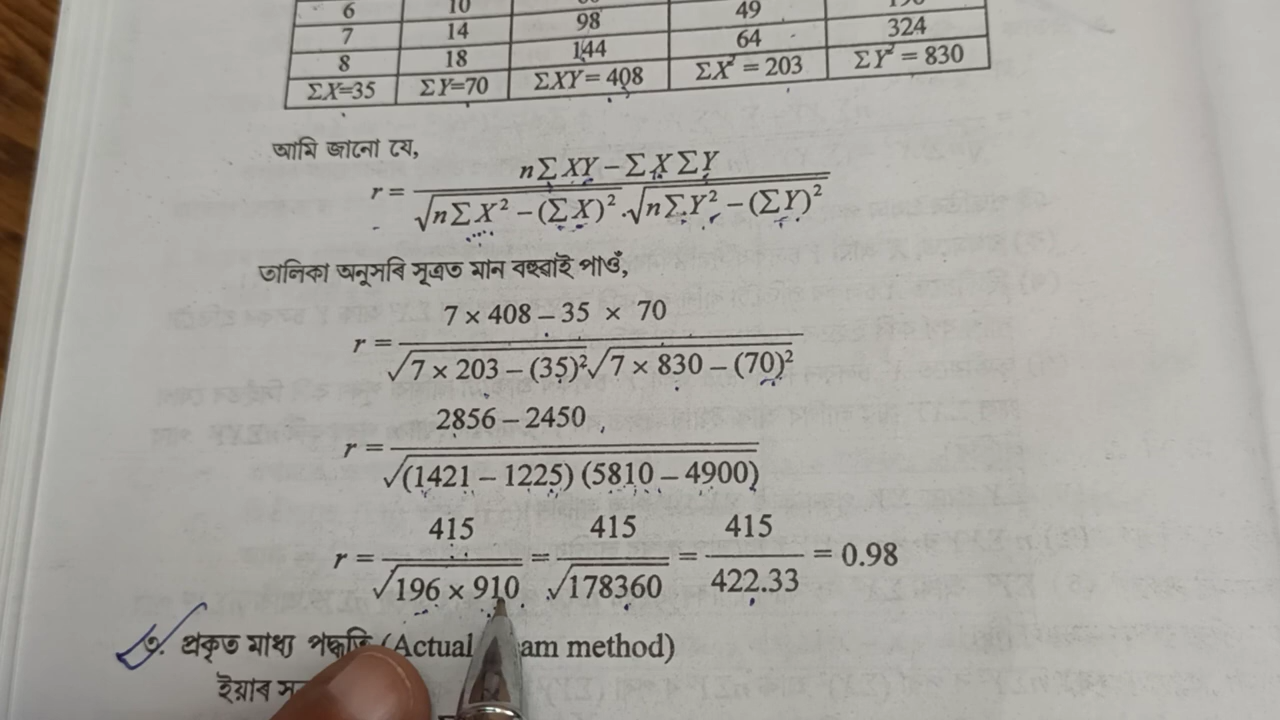 6 10 49
7 14 98 64 324
8 18 144
ΣX=35 ΣY=70 ΣXY = 408 ΣX² = 203 ΣY² = 830
আমি জানো যে,
r = nΣXY – ΣXΣY / √nΣX² – (ΣX)² . √nΣY² – (ΣY)²
তালিকা অনুসৰি সূত্ৰত মান বহুৱাই পাওঁ,
r = 7 × 408 – 35 × 70 / √7 × 203 – (35)² √7 × 830 – (70)²
r = 2856 – 2450 / √(1421 – 1225) (5810 – 4900)
r = 415 / √196 × 910 = 415 / √178360 = 415 / 422.33 = 0.98
৩. প্ৰকৃত মাধ্য পদ্ধতি (Actual am method)
ইয়াৰ